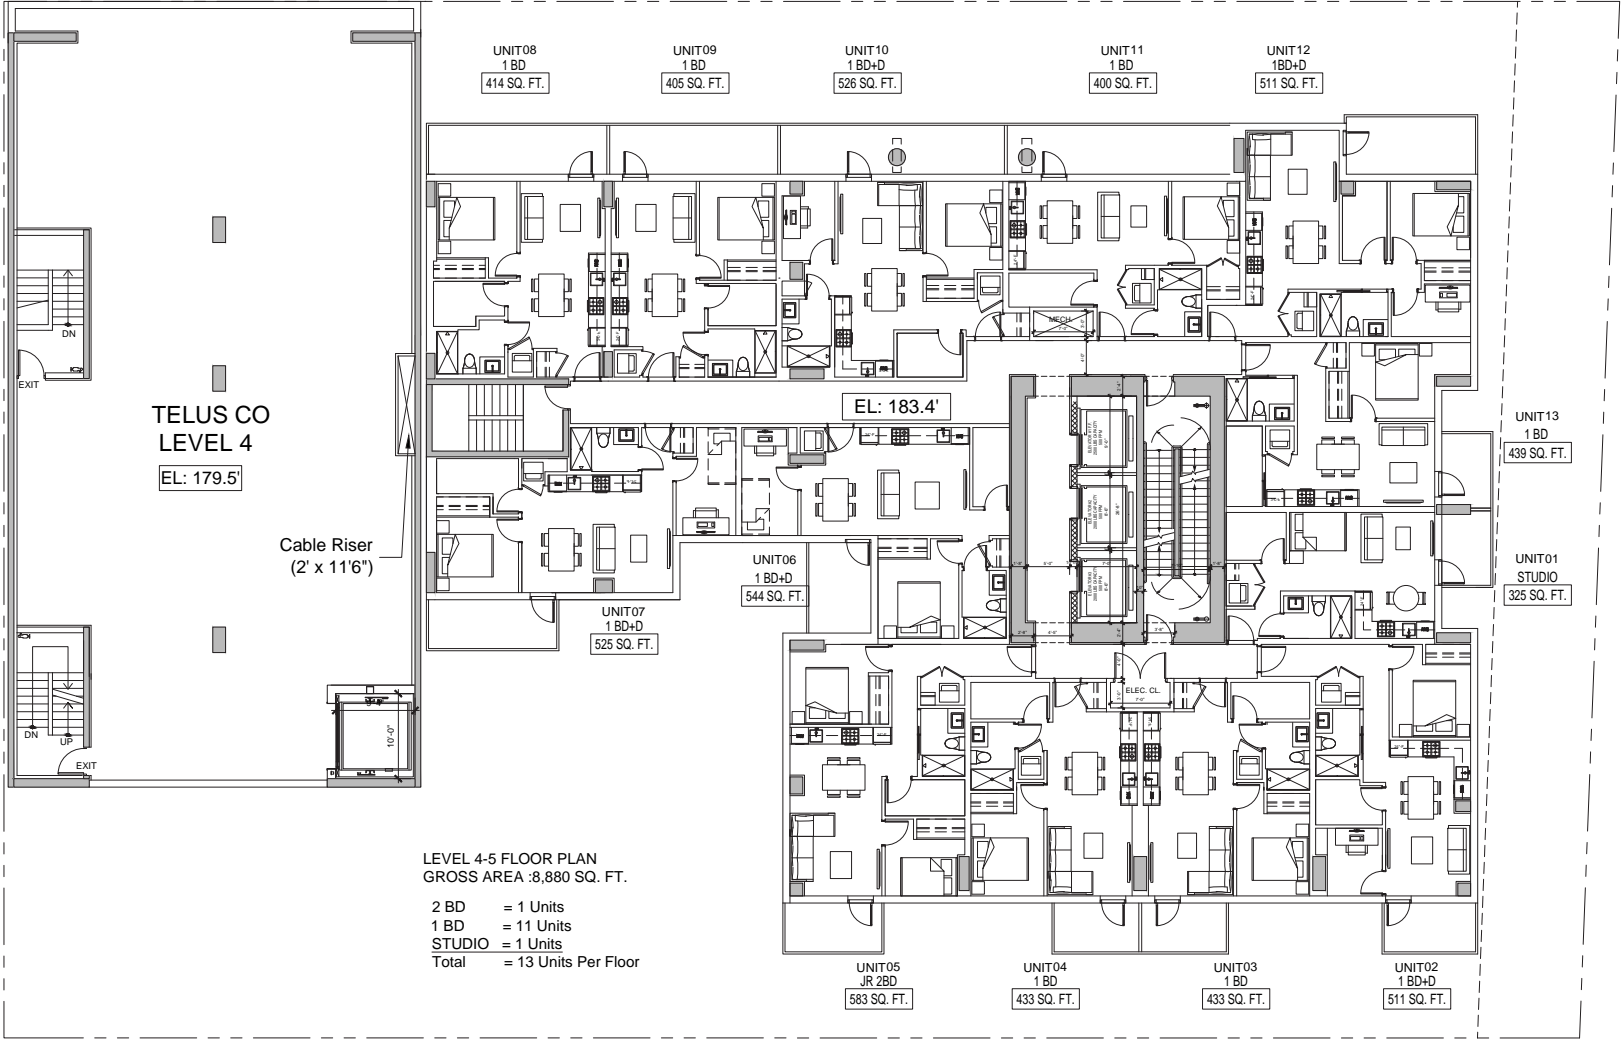 UNIT08
1 BD
414 SQ. FT.
UNIT09
1 BD
405 SQ. FT.
UNIT10
1 BD+D
526 SQ. FT.
UNIT11
1 BD
400 SQ. FT.
UNIT12
1BD+D
511 SQ. FT.
DN
EXIT
MECH.
TELUS CO
LEVEL 4
EL: 179.5'
EL: 183.4'
UNIT13
1 BD
439 SQ. FT.
Cable Riser
(2' x 11'6")
UNIT06
1 BD+D
544 SQ. FT.
UNIT01
STUDIO
325 SQ. FT.
UNIT07
1 BD+D
525 SQ. FT.
ELEC. CL.
7'-0"
DN
UP
EXIT
10'-0"
LEVEL 4-5 FLOOR PLAN
GROSS AREA :8,880 SQ. FT.
2 BD = 1 Units
1 BD = 11 Units
STUDIO = 1 Units
Total = 13 Units Per Floor
UNIT05
JR 2BD
583 SQ. FT.
UNIT04
1 BD
433 SQ. FT.
UNIT03
1 BD
433 SQ. FT.
UNIT02
1 BD+D
511 SQ. FT.